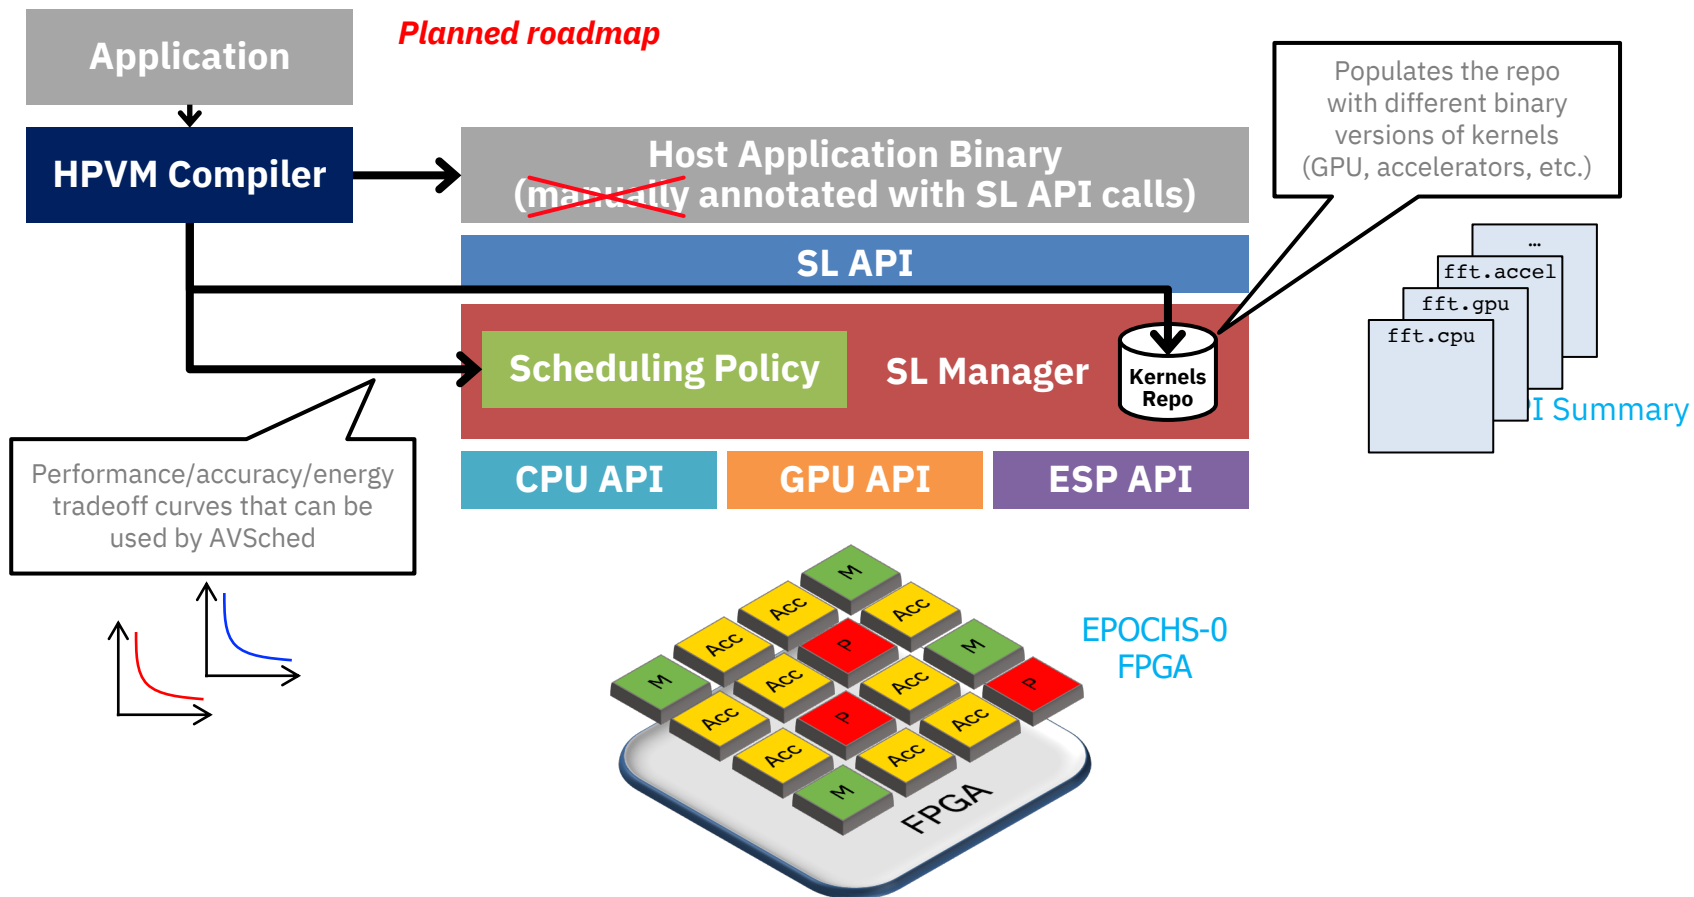 Planned roadmap
Application
HPVM Compiler
Host Application Binary
(manually annotated with SL API calls)
SL API
Scheduling Policy
SL Manager
Kernels
Repo
CPU API
GPU API
ESP API
Populates the repo
with different binary
versions of kernels
(GPU, accelerators, etc.)
…
fft.accel
fft.gpu
fft.cpu
I Summary
Performance/accuracy/energy
tradeoff curves that can be
used by AVSched
EPOCHS-0
FPGA
M
Acc
Acc
Acc
P
M
M
Acc
Acc
P
Acc
P
Acc
Acc
Acc
M
FPGA